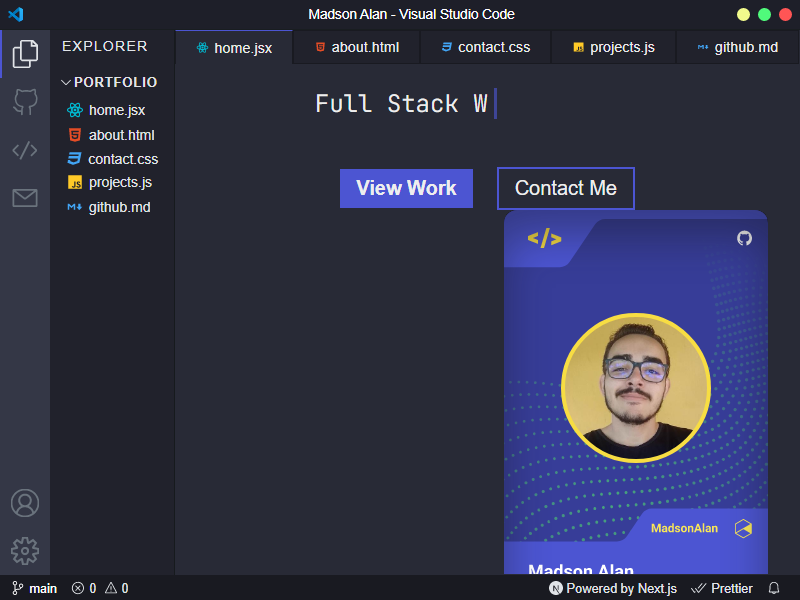 Madson Alan - Visual Studio Code
EXPLORER
PORTFOLIO
home.jsx
about.html
contact.css
projects.js
github.md
home.jsx
about.html
contact.css
projects.js
github.md
Full Stack W
View Work
Contact Me
</>
MadsonAlan
Madson Alan
main
0
0
Powered by Next.js
Prettier